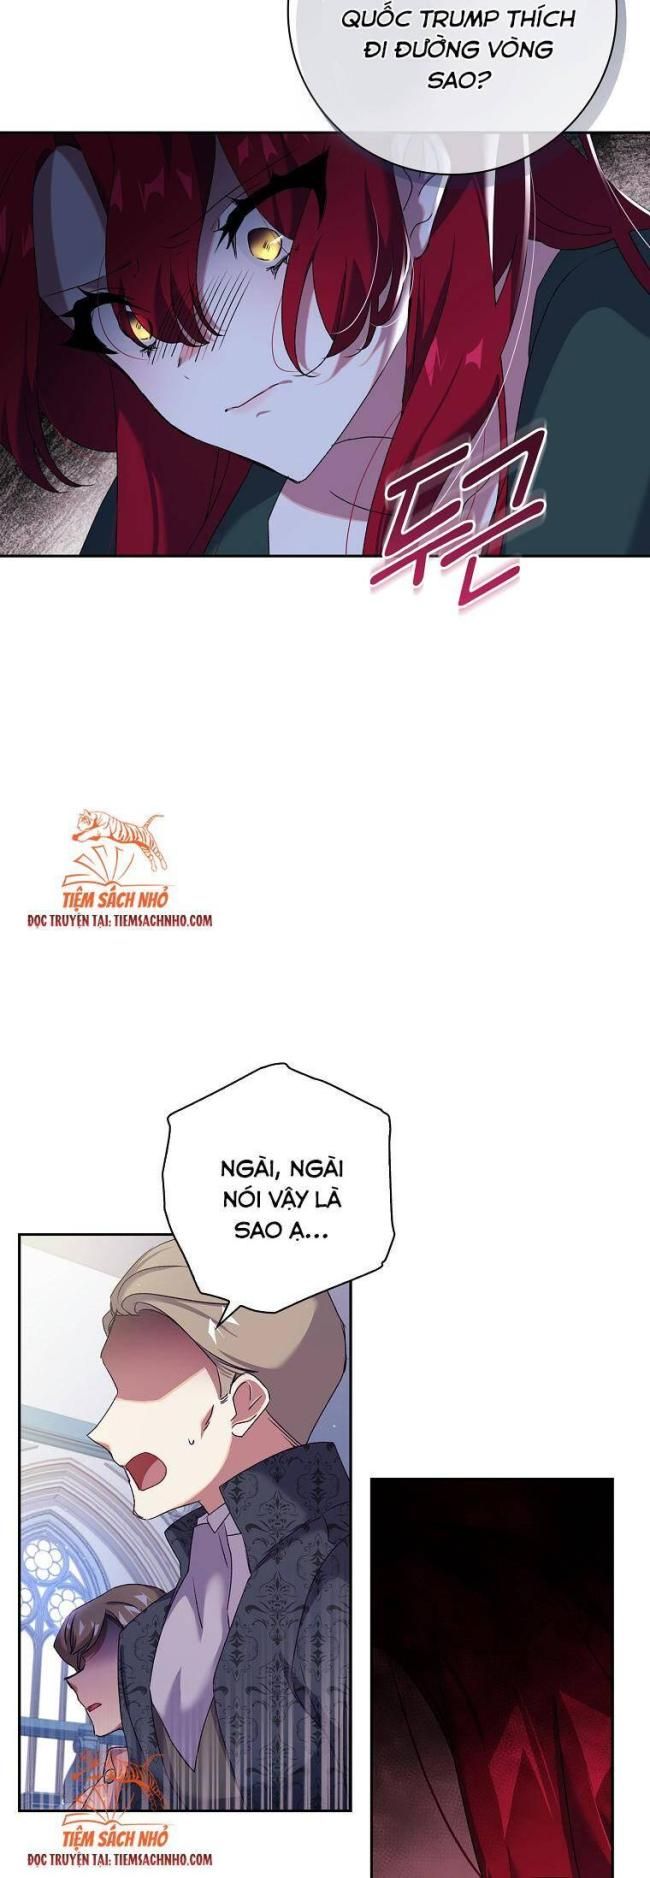 QUỐC TRUMP THÍCH
ĐI ĐƯỜNG VÒNG
SAO?
두근
TIỆM SÁCH NHỎ
ĐỌC TRUYỆN TẠI: TIEMSACHNHO.COM
NGÀI, NGÀI
NÓI VẬY LÀ
SAO Ạ...
TIỆM SÁCH NHỎ
ĐỌC TRUYỆN TẠI: TIEMSACHNHO.COM